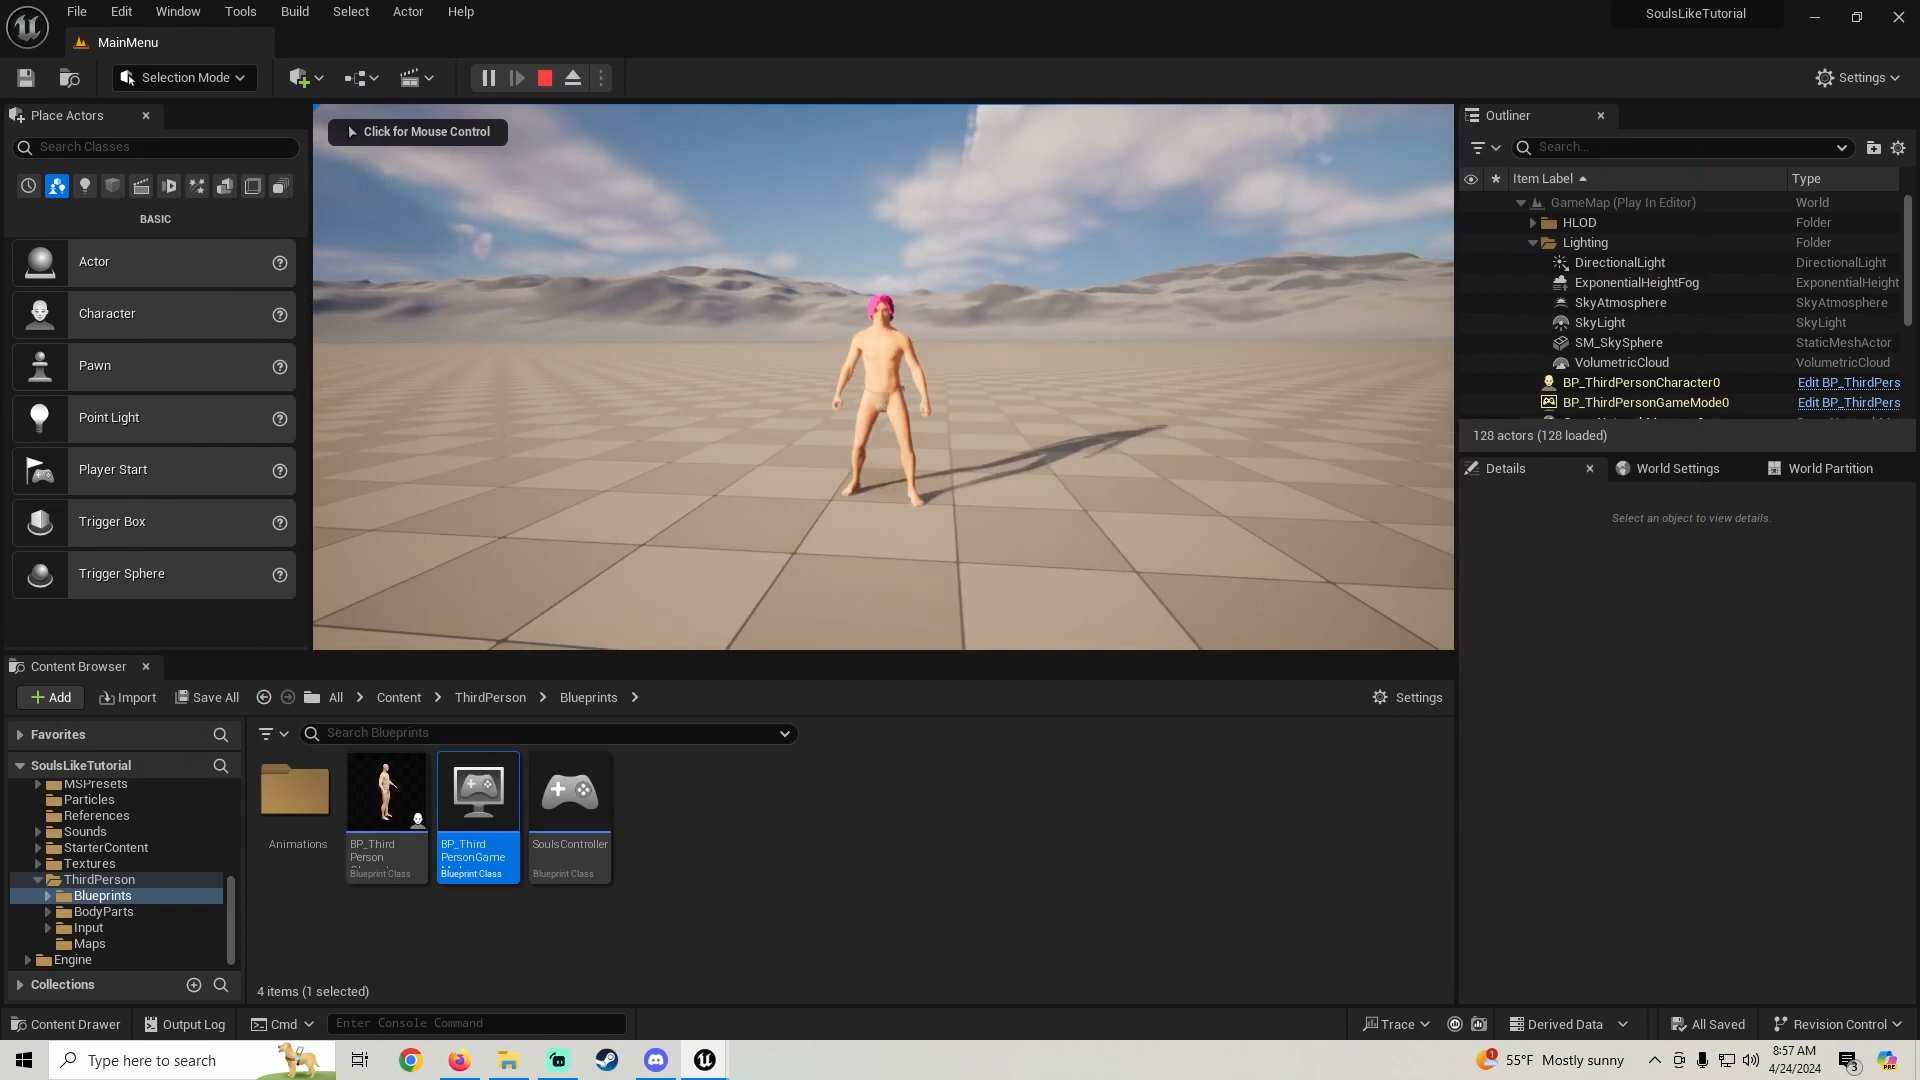 File Edit Window Tools Build Select Actor Help
SoulsLikeTutorial
MainMenu
Selection Mode
Settings
Place Actors
Search Classes
BASIC
Actor
Character
Pawn
Point Light
Player Start
Trigger Box
Trigger Sphere
Click for Mouse Control
Outliner
Search...
Item Label Type
GameMap (Play In Editor) World
HLOD Folder
Lighting Folder
DirectionalLight DirectionalLight
ExponentialHeightFog ExponentialHeight
SkyAtmosphere SkyAtmosphere
SkyLight SkyLight
SM_SkySphere StaticMeshActor
VolumetricCloud VolumetricCloud
BP_ThirdPersonCharacter0 Edit BP_ThirdPers
BP_ThirdPersonGameMode0 Edit BP_ThirdPers
128 actors (128 loaded)
Details World Settings World Partition
Select an object to view details.
Content Browser
Add Import Save All All Content ThirdPerson Blueprints Settings
Favorites
SoulsLikeTutorial
MSPresets
Particles
References
Sounds
StarterContent
Textures
ThirdPerson
Blueprints
BodyParts
Input
Maps
Engine
Collections
Search Blueprints
Animations
BP_Third
Person
Blueprint Class
BP_Third
PersonGame
Blueprint Class
SoulsController
Blueprint Class
4 items (1 selected)
Content Drawer Output Log Cmd Enter Console Command Trace Derived Data All Saved Revision Control
Type here to search
1
55°F Mostly sunny
8:57 AM
4/24/2024
3
PRE